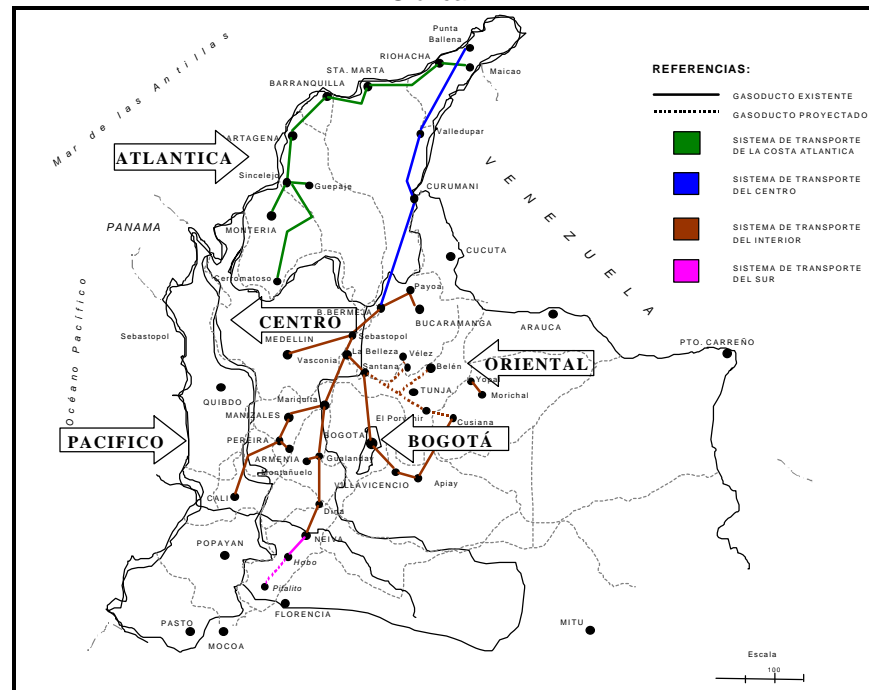 Punta
Ballena
RIOHACHA
Maicao
STA. MARTA
BARRANQUILLA
Mar de las Antillas
ARTAGENA
ATLANTICA
Valledupar
Sincelejo
Guepaje
CURUMANI
VENEZUELA
PANAMA
MONTERIA
CUCUTA
Cerromatoso
Payoa
Océano Pacífico
B.BERMEJA
BUCARAMANGA
ARAUCA
CENTRO
Sebastopol
MEDELLIN
Sebastopol
PTO. CARREÑO
La Belleza
Vélez
Vasconia
Santana
Belén
ORIENTAL
Yopal
QUIBDO
TUNJA
Morichal
Mariquita
MANIZALES
El Porvenir
Cusiana
PACIFICO
PEREIRA
BOGOTA
BOGOTÁ
ARMENIA
Gualanday
Montañuelo
VILLAVICENCIO
Apiay
CALI
Dina
NEIVA
POPAYAN
Hobo
Pitalito
FLORENCIA
PASTO
MOCOA
MITU
REFERENCIAS:
GASODUCTO EXISTENTE
GASODUCTO PROYECTADO
SISTEMA DE TRANSPORTE
DE LA COSTA ATLANTICA
SISTEMA DE TRANSPORTE
DEL CENTRO
SISTEMA DE TRANSPORTE
DEL INTERIOR
SISTEMA DE TRANSPORTE
DEL SUR
Escala
100